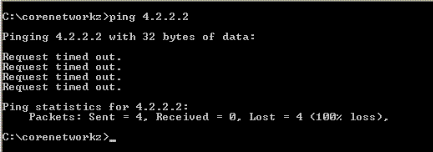 C:\corenetworkz>ping 4.2.2.2
Pinging 4.2.2.2 with 32 bytes of data:
Request timed out.
Request timed out.
Request timed out.
Request timed out.
Ping statistics for 4.2.2.2:
    Packets: Sent = 4, Received = 0, Lost = 4 (100% loss),
C:\corenetworkz>_